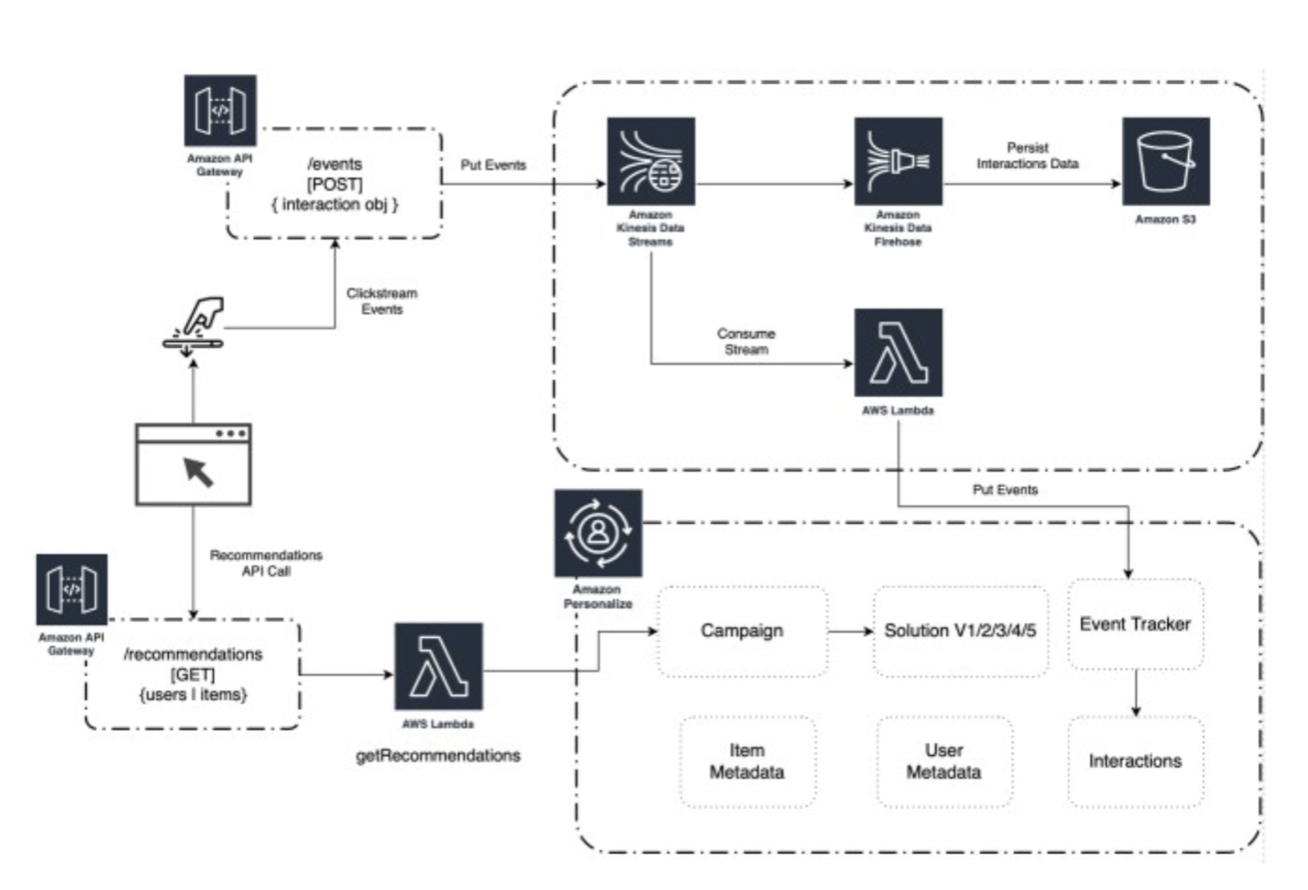 Amazon API
Gateway
/events
[POST]
{ interaction obj }
Put Events
Amazon
Kinesis Data
Streams
Amazon
Kinesis Data
Firehose
Persist
Interactions Data
Amazon S3
Clickstream
Events
Consume
Stream
AWS Lambda
Put Events
Recommendations
API Call
Amazon API
Gateway
/recommendations
[GET]
{users | items}
AWS Lambda
getRecommendations
Amazon
Personalize
Campaign
Solution V1/2/3/4/5
Event Tracker
Item
Metadata
User
Metadata
Interactions